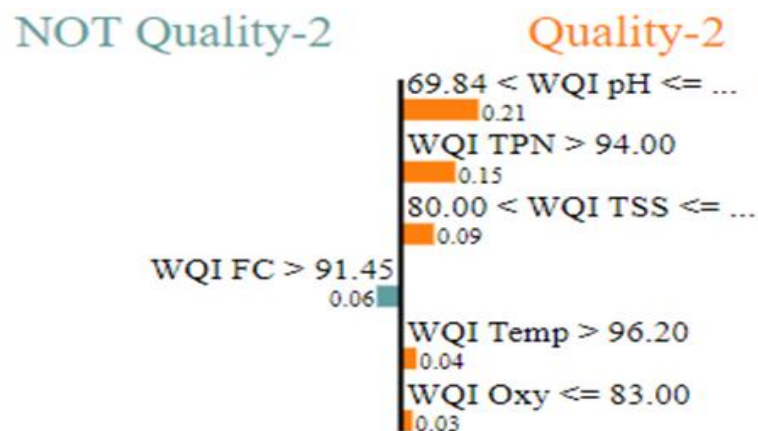 NOT Quality-2 Quality-2
69.84 < WQI pH <= ...
0.21
WQI TPN > 94.00
0.15
80.00 < WQI TSS <= ...
0.09
WQI FC > 91.45
0.06
WQI Temp > 96.20
0.04
WQI Oxy <= 83.00
0.03